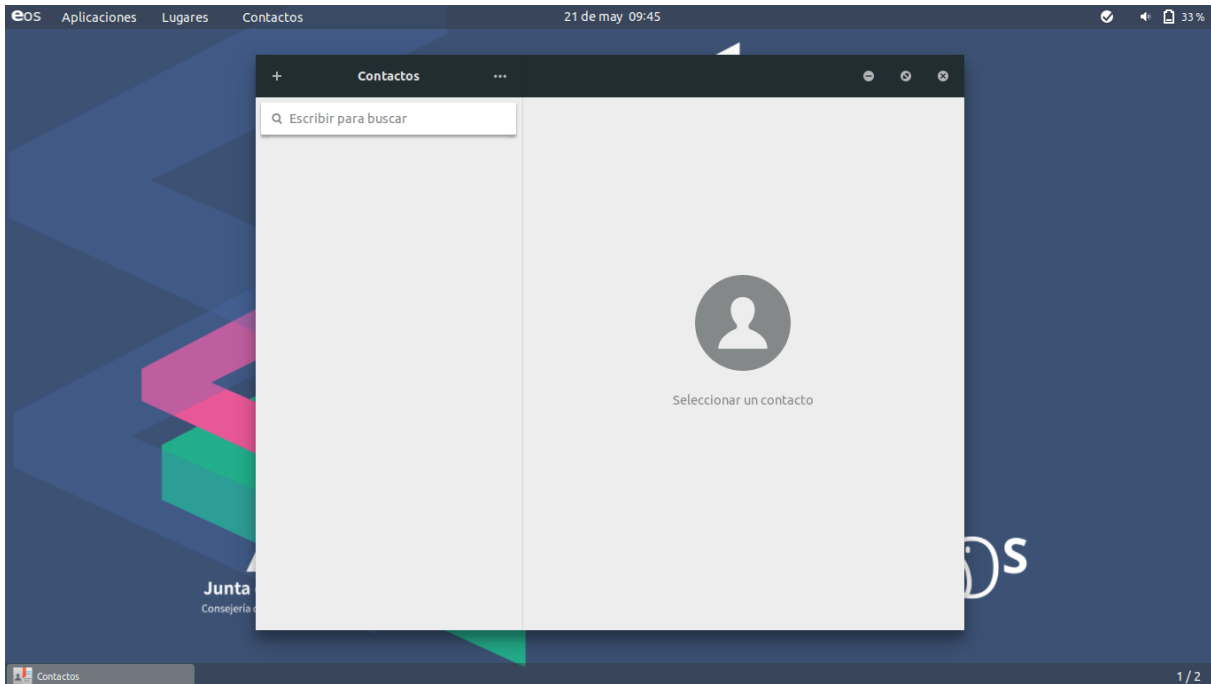 eos Aplicaciones Lugares Contactos 21 de may 09:45 33 %
Contactos
Escribir para buscar
Seleccionar un contacto
S
Junta
Consejería
Contactos 1 / 2